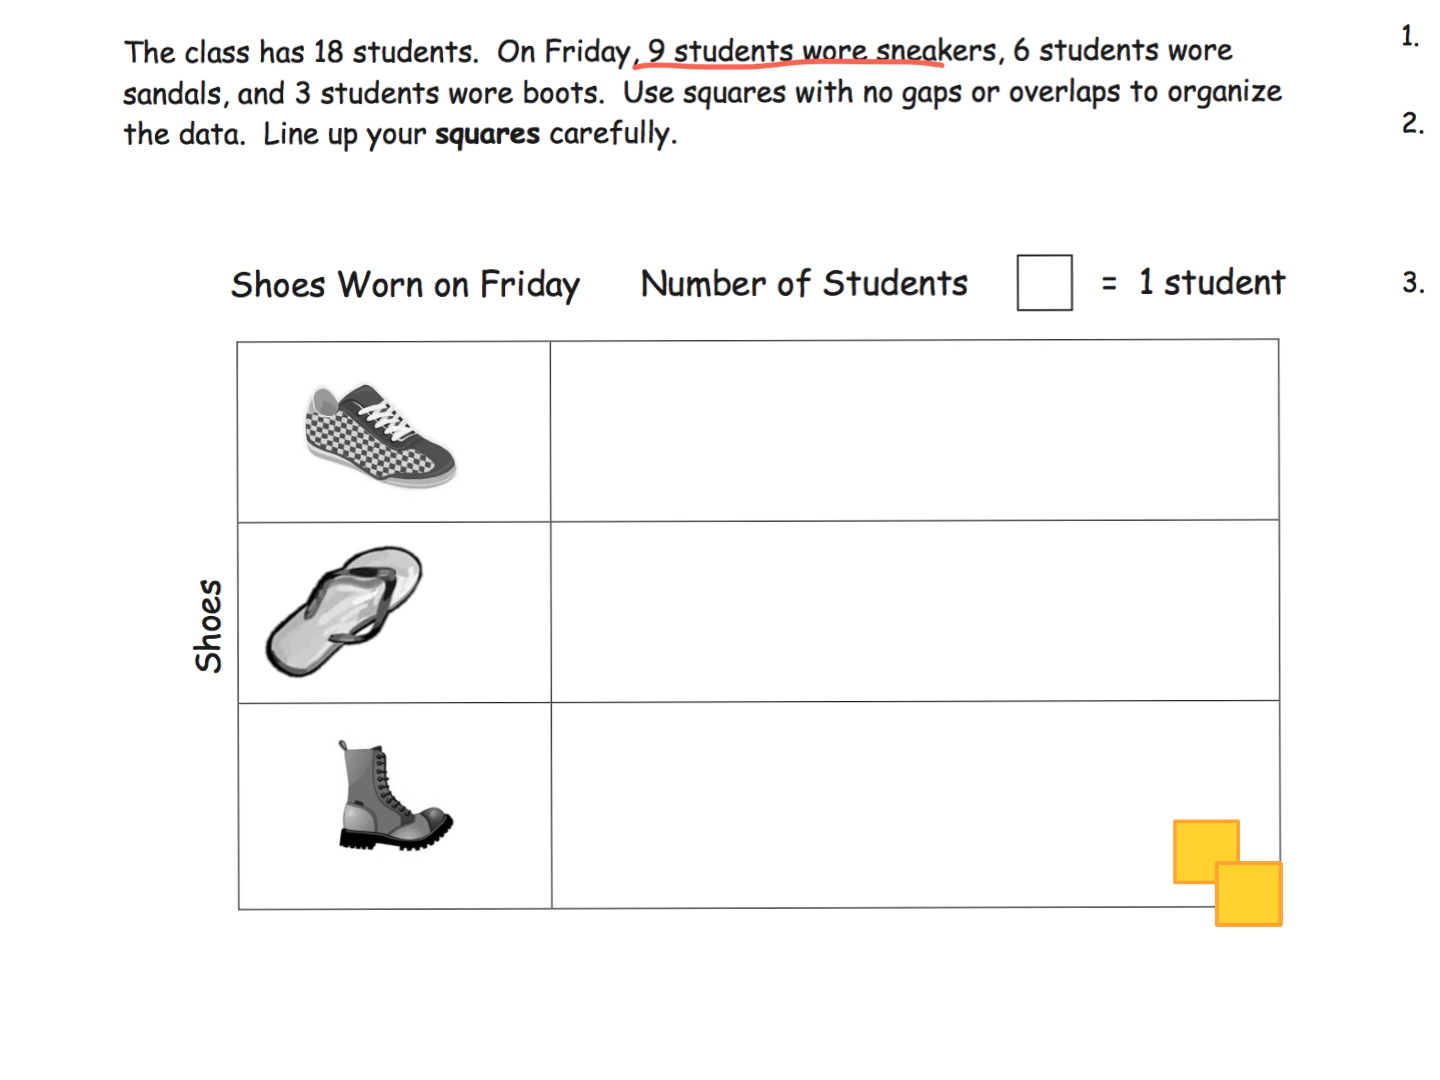 The class has 18 students. On Friday, 9 students wore sneakers, 6 students wore
sandals, and 3 students wore boots. Use squares with no gaps or overlaps to organize
the data. Line up your squares carefully.
1.
2.
3.
Shoes Worn on Friday Number of Students = 1 student
Shoes